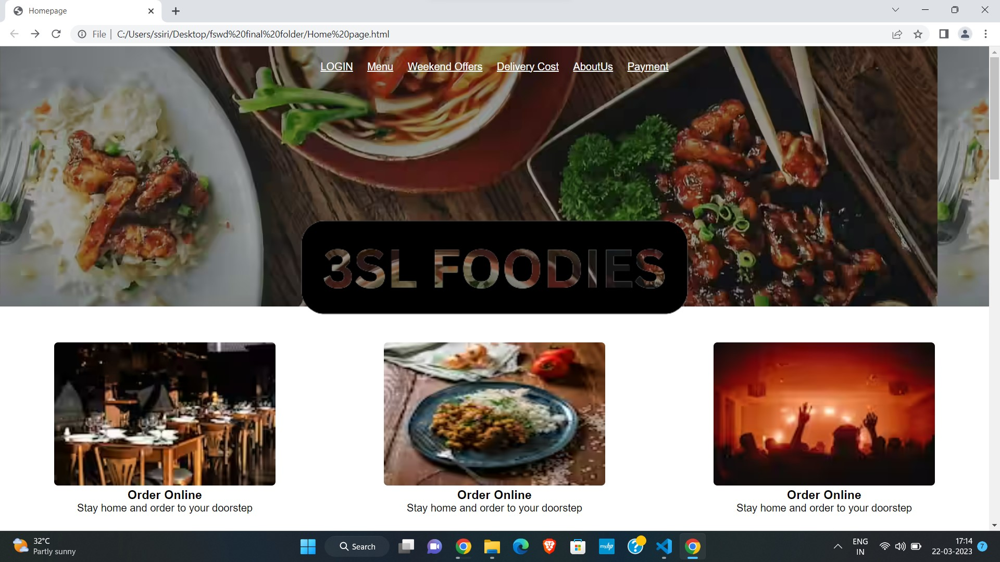 Homepage
File | C:/Users/ssiri/Desktop/fswd%20final%20folder/Home%20page.html
LOGIN Menu Weekend Offers Delivery Cost AboutUs Payment
3SL FOODIES
Order Online Order Online Order Online
Stay home and order to your doorstep Stay home and order to your doorstep Stay home and order to your doorstep
32°C
Partly sunny
Search
myhp
ENG
IN
17:14
22-03-2023
7